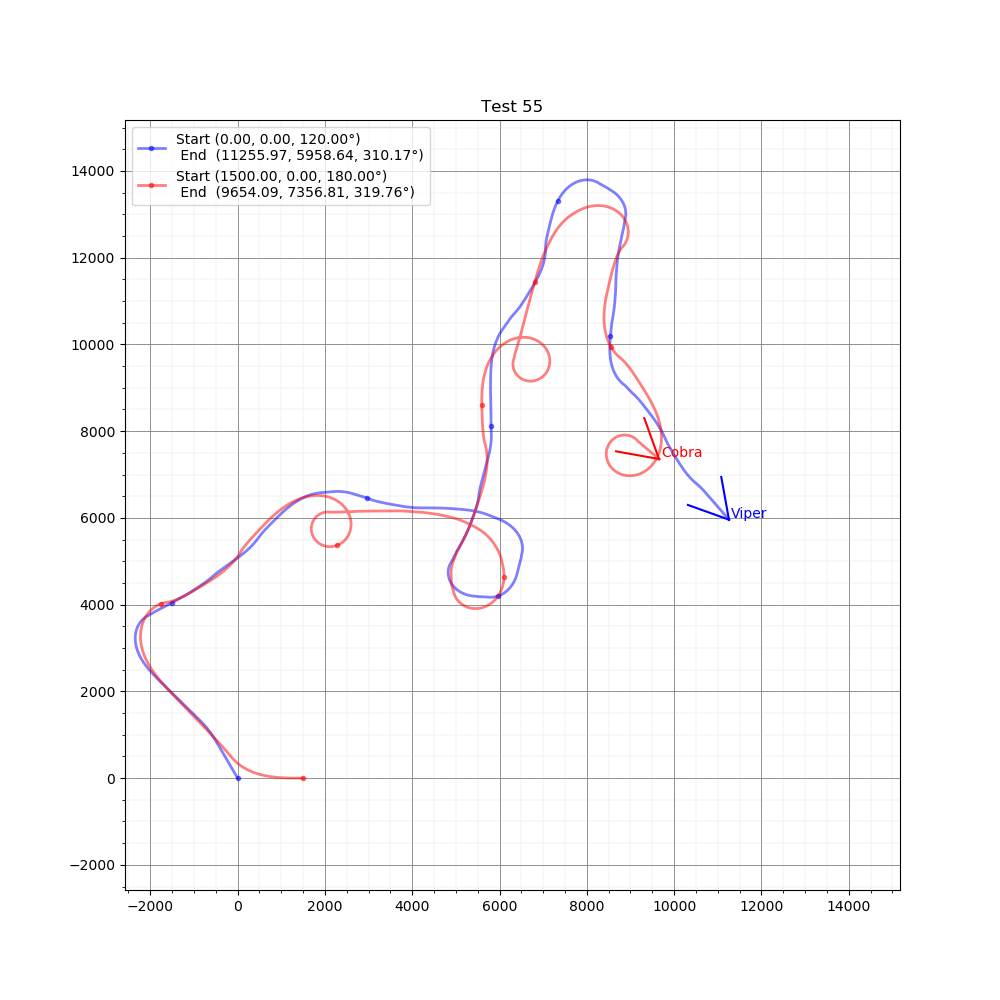 Test 55
Start (0.00, 0.00, 120.00°)
End (11255.97, 5958.64, 310.17°)
Start (1500.00, 0.00, 180.00°)
End (9654.09, 7356.81, 319.76°)
14000
12000
10000
8000
6000
4000
2000
0
−2000
Cobra
Viper
−2000 0 2000 4000 6000 8000 10000 12000 14000